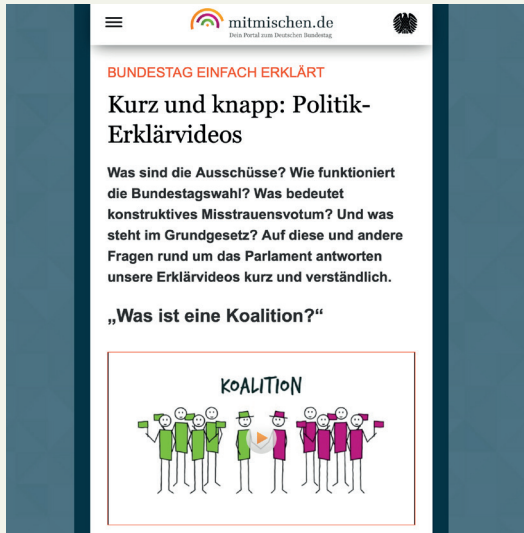 mitmischen.de
Dein Portal zum Deutschen Bundestag
BUNDESTAG EINFACH ERKLÄRT
Kurz und knapp: Politik-
Erklärvideos
Was sind die Ausschüsse? Wie funktioniert
die Bundestagswahl? Was bedeutet
konstruktives Misstrauensvotum? Und was
steht im Grundgesetz? Auf diese und andere
Fragen rund um das Parlament antworten
unsere Erklärvideos kurz und verständlich.
„Was ist eine Koalition?“
KOALITION